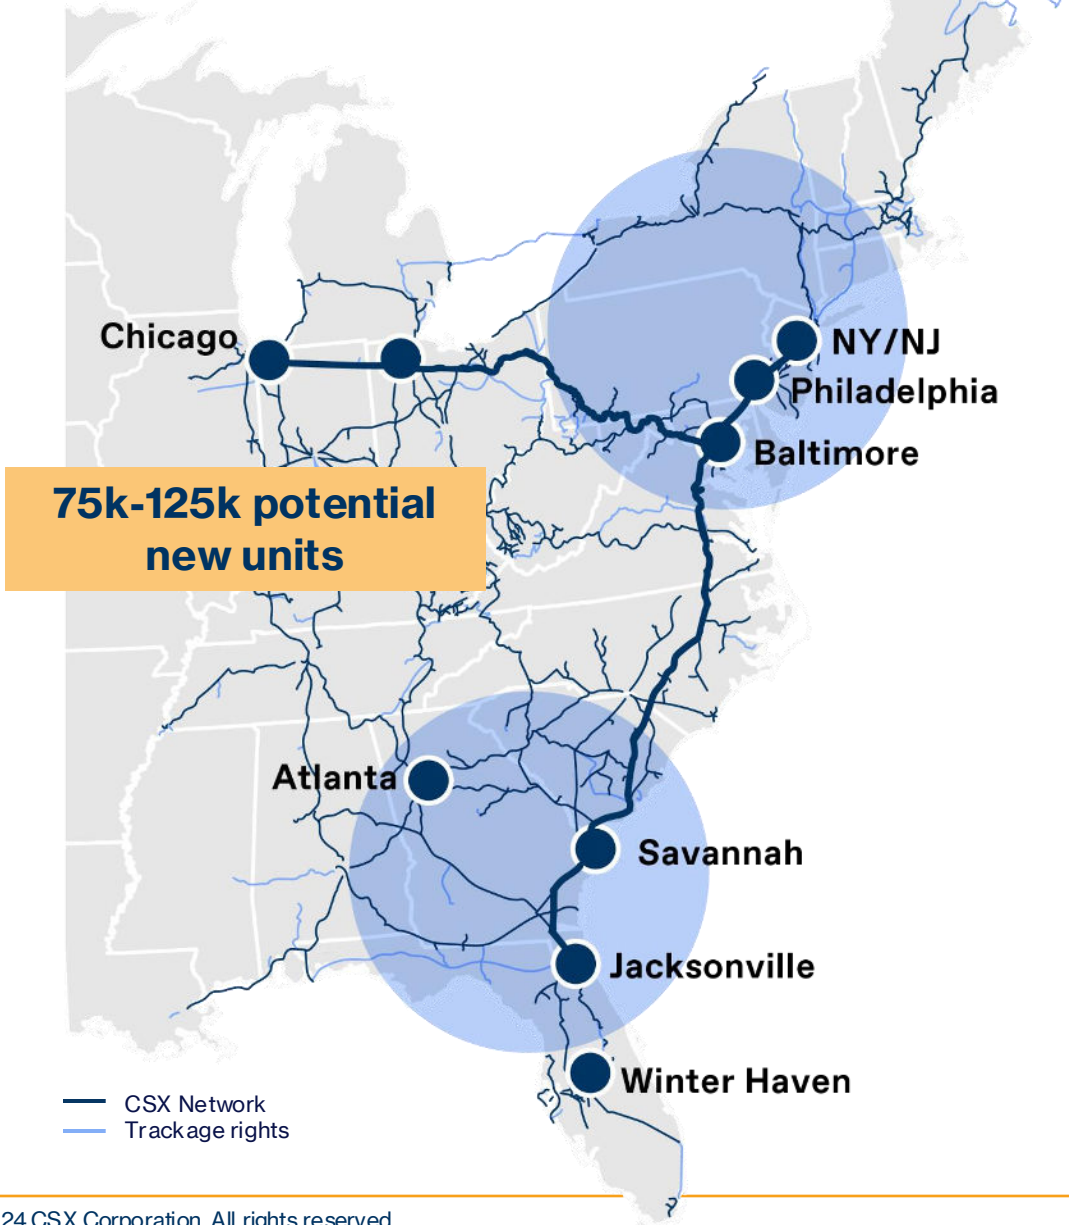 Chicago
NY/NJ
Philadelphia
Baltimore
75k-125k potential
new units
Atlanta
Savannah
Jacksonville
Winter Haven
CSX Network
Trackage rights
24 CSX Corporation. All rights reserved